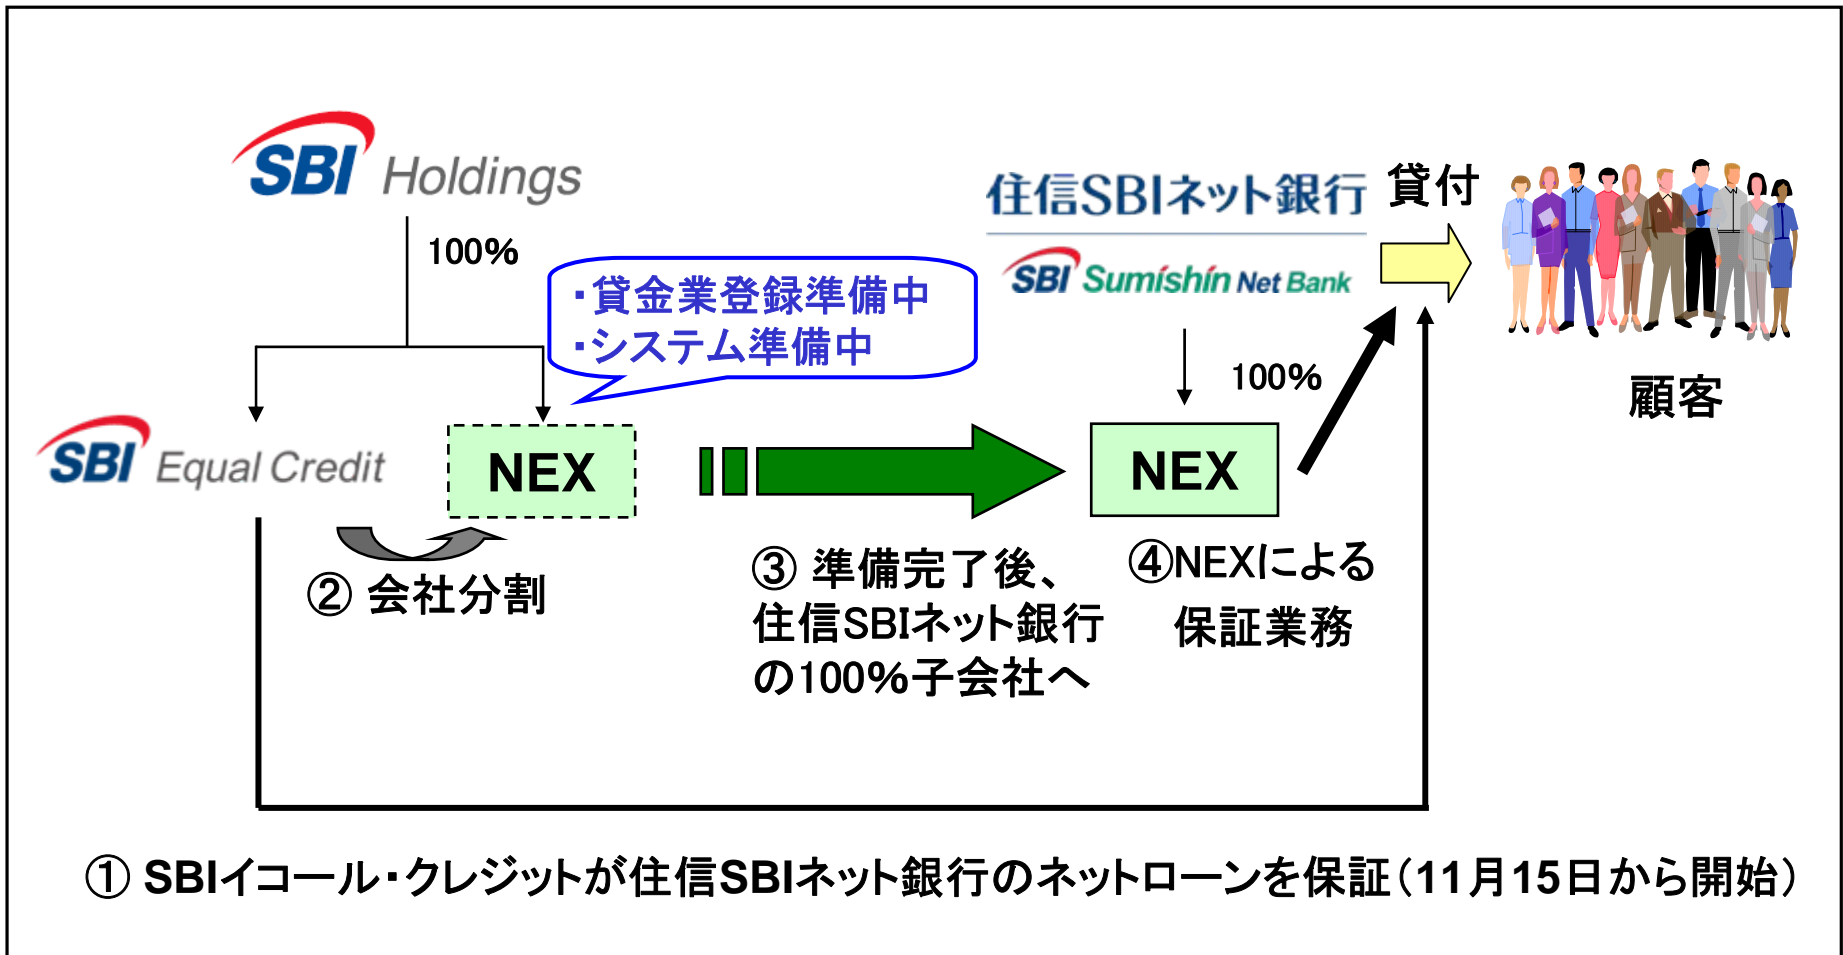 SBI Holdings
100%
・貸金業登録準備中
・システム準備中
住信SBIネット銀行
SBI Sumishin Net Bank
貸付
100%
顧客
SBI Equal Credit
NEX
NEX
② 会社分割
③ 準備完了後、
住信SBIネット銀行
の100%子会社へ
④NEXによる
保証業務
① SBIイコール・クレジットが住信SBIネット銀行のネットローンを保証（11月15日から開始）